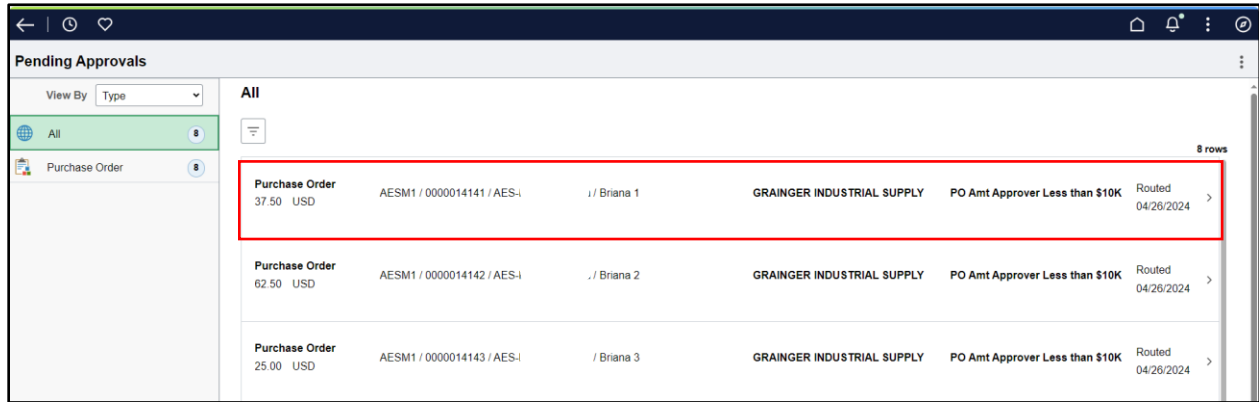 Pending Approvals
View By Type
All
All 8
Purchase Order 8
8 rows
Purchase Order
37.50 USD
AESM1 / 0000014141 / AES-
/ Briana 1
GRAINGER INDUSTRIAL SUPPLY
PO Amt Approver Less than $10K
Routed
04/26/2024
Purchase Order
62.50 USD
AESM1 / 0000014142 / AES-
/ Briana 2
GRAINGER INDUSTRIAL SUPPLY
PO Amt Approver Less than $10K
Routed
04/26/2024
Purchase Order
25.00 USD
AESM1 / 0000014143 / AES-
/ Briana 3
GRAINGER INDUSTRIAL SUPPLY
PO Amt Approver Less than $10K
Routed
04/26/2024